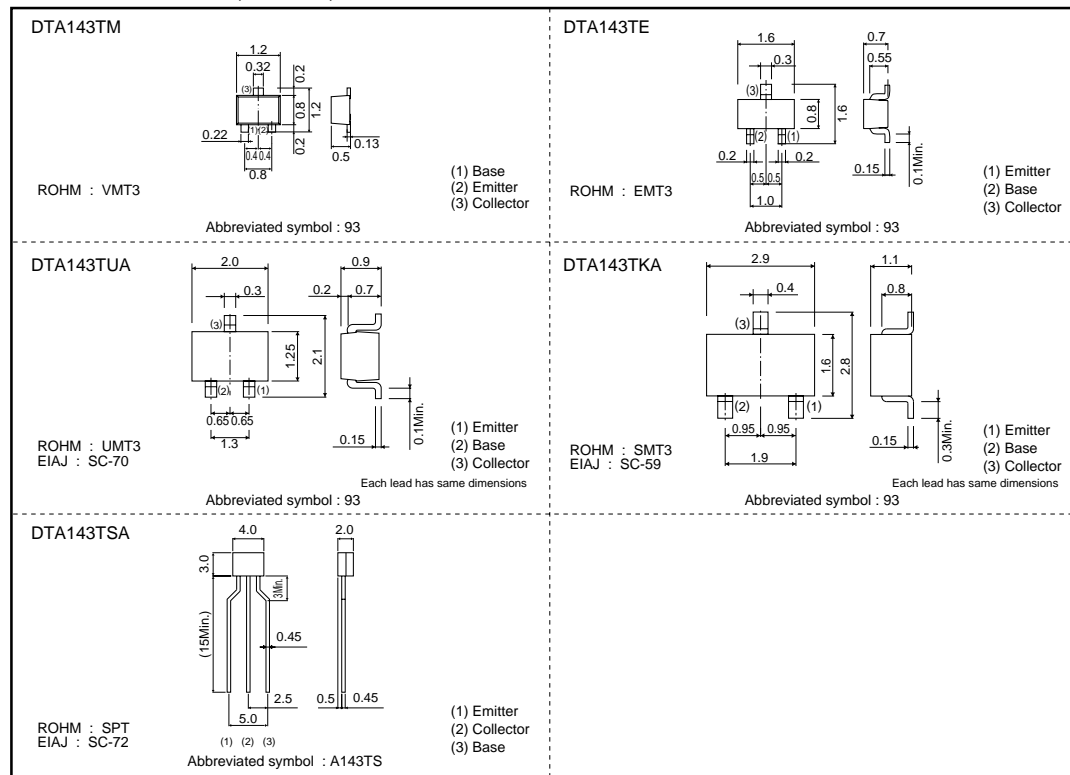 DTA143TM
1.2
0.32
0.2
(3)
0.8
1.2
(1)
(2)
0.22
0.2
0.4
0.4
0.8
0.5
0.13
ROHM : VMT3
(1) Base
(2) Emitter
(3) Collector
Abbreviated symbol : 93
DTA143TE
1.6
0.7
0.3
0.55
(3)
0.8
1.6
(2)
(1)
0.2
0.2
0.5
0.5
1.0
0.15
0.1Min.
ROHM : EMT3
(1) Emitter
(2) Base
(3) Collector
Abbreviated symbol : 93
DTA143TUA
2.0
0.9
0.3
0.2
0.7
(3)
1.25
2.1
(2)
(1)
0.65
0.65
1.3
0.15
0.1Min.
ROHM : UMT3
EIAJ : SC-70
(1) Emitter
(2) Base
(3) Collector
Each lead has same dimensions
Abbreviated symbol : 93
DTA143TKA
2.9
1.1
0.4
0.8
(3)
1.6
2.8
(2)
(1)
0.95
0.95
1.9
0.15
0.3Min.
ROHM : SMT3
EIAJ : SC-59
(1) Emitter
(2) Base
(3) Collector
Each lead has same dimensions
Abbreviated symbol : 93
DTA143TSA
4.0
2.0
3.0
3Min.
(15Min.)
0.45
2.5
0.5
0.45
5.0
ROHM : SPT
EIAJ : SC-72
(1) (2) (3)
(1) Emitter
(2) Collector
(3) Base
Abbreviated symbol : A143TS